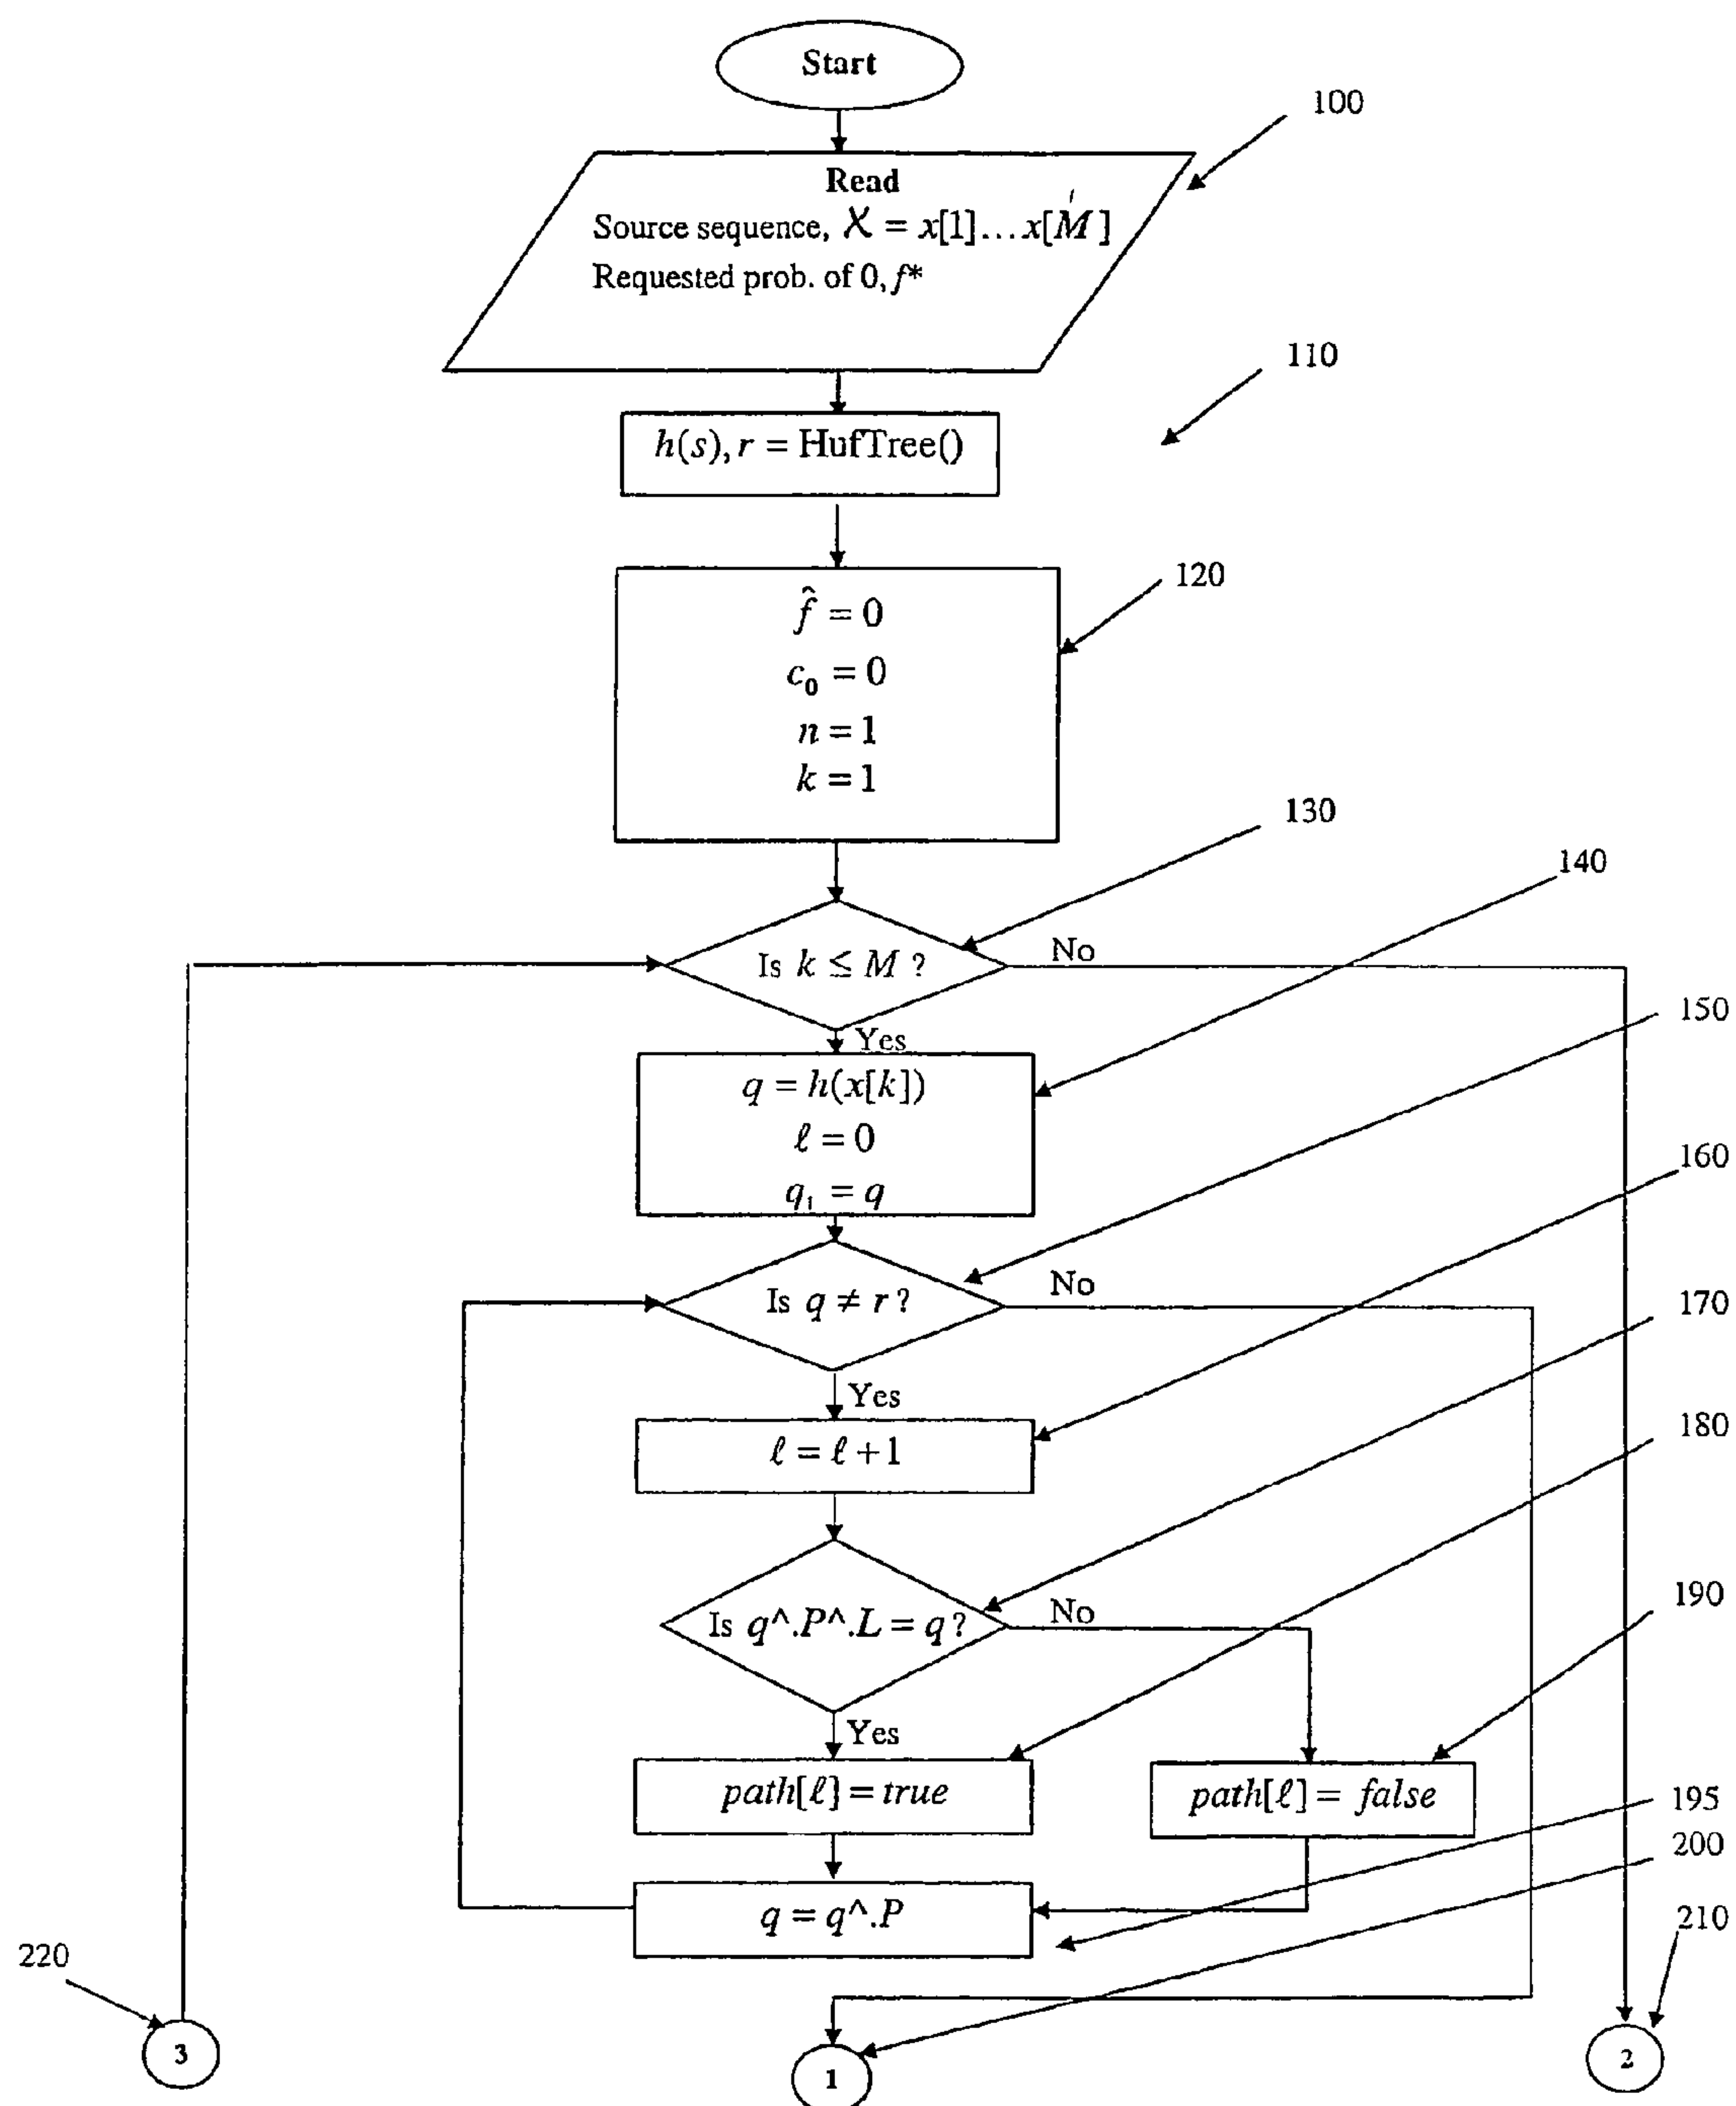 Start
100
Read
Source sequence, X = x[1]...x[M]
Requested prob. of 0, f*
110
h(s), r = HufTree()
120
f̂ = 0
c₀ = 0
n = 1
k = 1
130
140
Is k ≤ M ?
No
Yes
150
q = h(x[k])
ℓ = 0
q₁ = q
160
Is q ≠ r ?
No
170
Yes
180
ℓ = ℓ + 1
190
Is q^.P^.L = q ?
No
Yes
path[ℓ] = true
path[ℓ] = false
195
200
q = q^.P
210
220
3
1
2